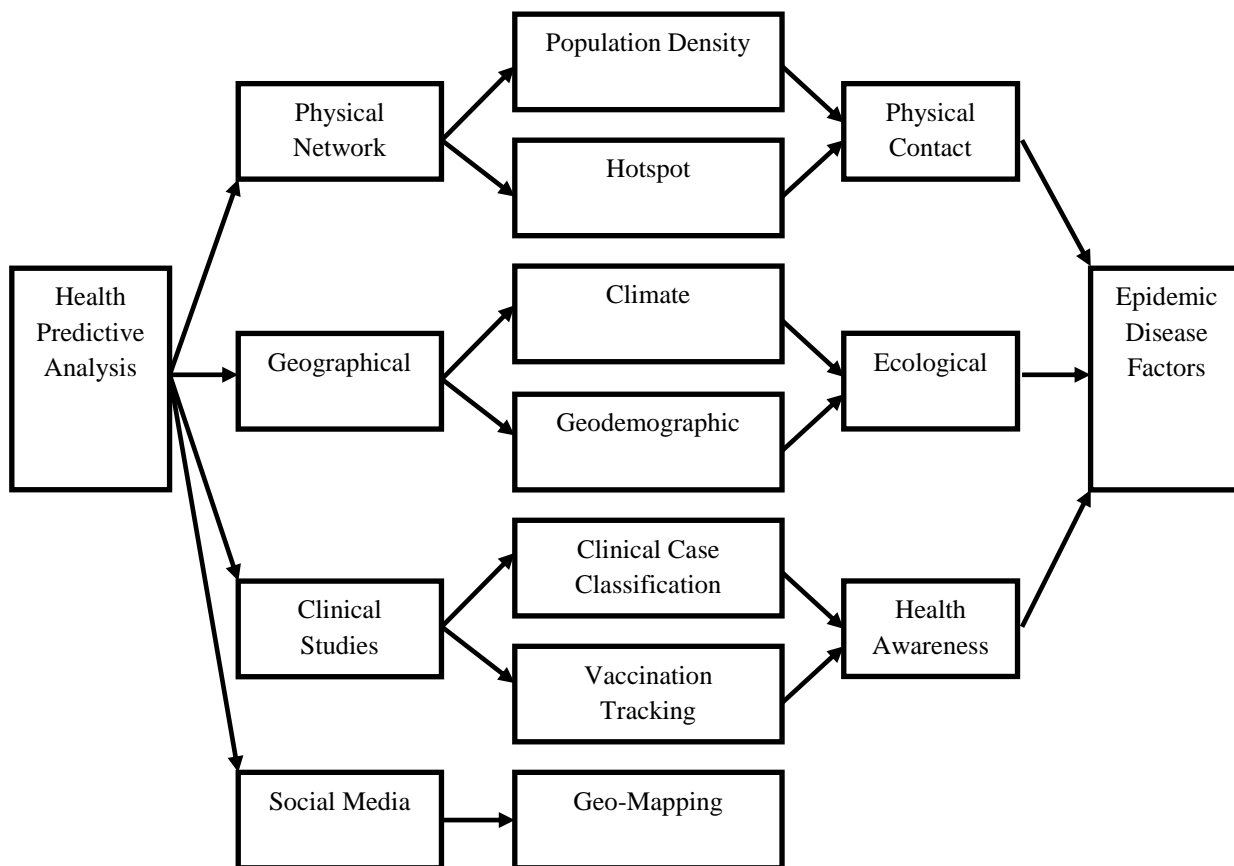 Health
Predictive
Analysis
Physical
Network
Geographical
Clinical
Studies
Social Media
Population Density
Hotspot
Climate
Geodemographic
Clinical Case
Classification
Vaccination
Tracking
Geo-Mapping
Physical
Contact
Ecological
Health
Awareness
Epidemic
Disease
Factors